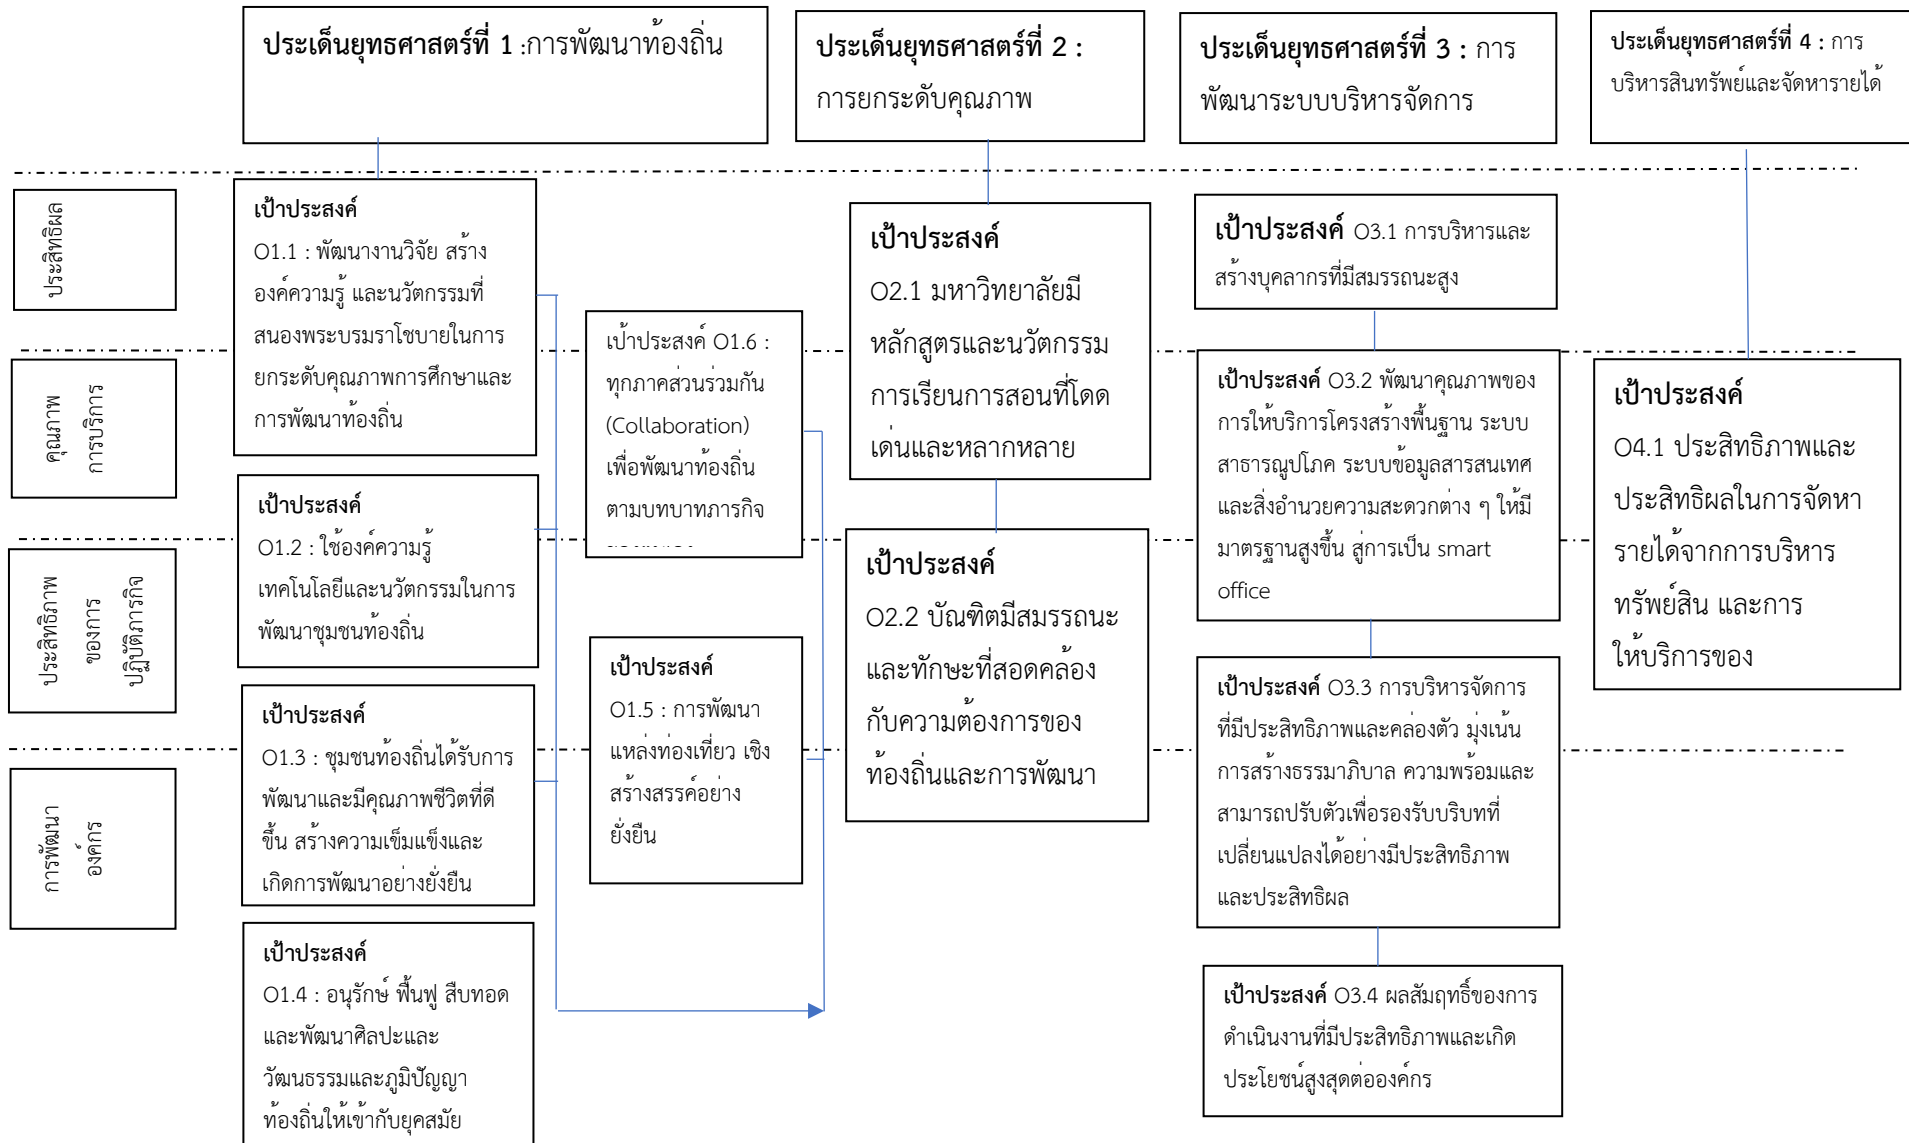 ประเด็นยุทธศาสตร์ที่ 1 :การพัฒนาท้องถิ่น
ประเด็นยุทธศาสตร์ที่ 2 :
การยกระดับคุณภาพ
ประเด็นยุทธศาสตร์ที่ 3 : การ
พัฒนาระบบบริหารจัดการ
ประเด็นยุทธศาสตร์ที่ 4 : การ
บริหารสินทรัพย์และจัดหารายได้
ประสิทธิผล
คุณภาพ
การบริการ
ประสิทธิภาพ
ของการ
ปฏิบัติภารกิจ
การพัฒนา
องค์กร
เป้าประสงค์
O1.1 : พัฒนางานวิจัย สร้าง
องค์ความรู้ และนวัตกรรมที่
สนองพระบรมราโชบายในการ
ยกระดับคุณภาพการศึกษาและ
การพัฒนาท้องถิ่น
เป้าประสงค์
O1.2 : ใช้องค์ความรู้
เทคโนโลยีและนวัตกรรมในการ
พัฒนาชุมชนท้องถิ่น
เป้าประสงค์
O1.3 : ชุมชนท้องถิ่นได้รับการ
พัฒนาและมีคุณภาพชีวิตที่ดี
ขึ้น สร้างความเข็มแข็งและ
เกิดการพัฒนาอย่างยั่งยืน
เป้าประสงค์
O1.4 : อนุรักษ์ ฟื้นฟู สืบทอด
และพัฒนาศิลปะและ
วัฒนธรรมและภูมิปัญญา
ท้องถิ่นให้เข้ากับยุคสมัย
เป้าประสงค์ O1.6 :
ทุกภาคส่วนร่วมกัน
(Collaboration)
เพื่อพัฒนาท้องถิ่น
ตามบทบาทภารกิจ
เป้าประสงค์
O1.5 : การพัฒนา
แหล่งท่องเที่ยว เชิง
สร้างสรรค์อย่าง
ยั่งยืน
เป้าประสงค์
O2.1 มหาวิทยาลัยมี
หลักสูตรและนวัตกรรม
การเรียนการสอนที่โดด
เด่นและหลากหลาย
เป้าประสงค์
O2.2 บัณฑิตมีสมรรถนะ
และทักษะที่สอดคล้อง
กับความต้องการของ
ท้องถิ่นและการพัฒนา
เป้าประสงค์ O3.1 การบริหารและ
สร้างบุคลากรที่มีสมรรถนะสูง
เป้าประสงค์ O3.2 พัฒนาคุณภาพของ
การให้บริการโครงสร้างพื้นฐาน ระบบ
สาธารณูปโภค ระบบข้อมูลสารสนเทศ
และสิ่งอำนวยความสะดวกต่าง ๆ ให้มี
มาตรฐานสูงขึ้น สู่การเป็น smart
office
เป้าประสงค์ O3.3 การบริหารจัดการ
ที่มีประสิทธิภาพและคล่องตัว มุ่งเน้น
การสร้างธรรมาภิบาล ความพร้อมและ
สามารถปรับตัวเพื่อรองรับบริบทที่
เปลี่ยนแปลงได้อย่างมีประสิทธิภาพ
และประสิทธิผล
เป้าประสงค์ O3.4 ผลสัมฤทธิ์ของการ
ดำเนินงานที่มีประสิทธิภาพและเกิด
ประโยชน์สูงสุดต่อองค์กร
เป้าประสงค์
O4.1 ประสิทธิภาพและ
ประสิทธิผลในการจัดหา
รายได้จากการบริหาร
ทรัพย์สิน และการ
ให้บริการของ